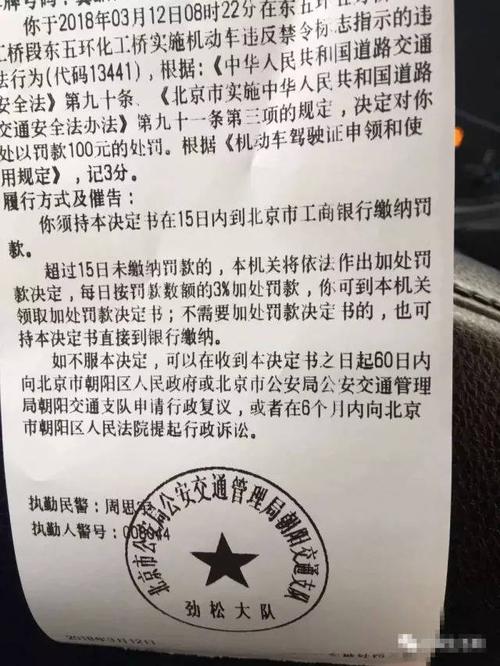 车牌号码：
你于2018年03月12日08时22分在东五环
工桥段东五环化工桥实施机动车违反禁令标志指示的违
法行为(代码13441)，根据：《中华人民共和国道路交通
安全法》第九十条、《北京市实施中华人民共和国道路
交通安全法办法》第九十一条第三项的规定，决定对你
处以罚款100元的处罚。根据《机动车驾驶证申领和使
用规定》，记3分。
履行方式及催告：
你须持本决定书在15日内到北京市工商银行缴纳罚
款。
超过15日未缴纳罚款的，本机关将依法作出加处罚
款决定，每日按罚款数额的3%加处罚款，你可到本机关
领取加处罚款决定书；不需要加处罚款决定书的，也可
持本决定书直接到银行缴纳。
如不服本决定，可以在收到本决定书之日起60日内
向北京市朝阳区人民政府或北京市公安局公安交通管理
局朝阳交通支队申请行政复议，或者在6个月内向北京
市朝阳区人民法院提起行政诉讼。
执勤民警：周思
执勤人警号：00
北京市公安局公安交通管理局朝阳交通支队
劲松大队
2018年3月12日